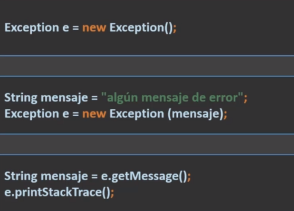 Exception e = new Exception();
String mensaje = "algún mensaje de error";
Exception e = new Exception (mensaje);
String mensaje = e.getMessage();
e.printStackTrace();